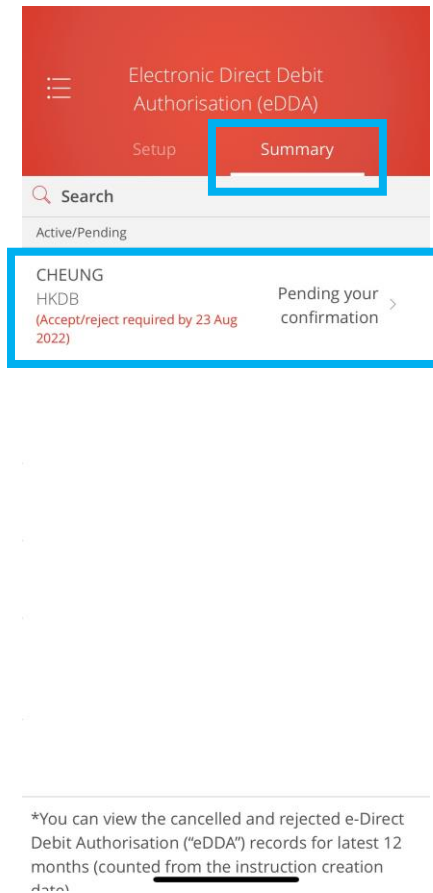 Electronic Direct Debit
Authorisation (eDDA)
Setup
Summary
Search
Active/Pending
CHEUNG
HKDB
(Accept/reject required by 23 Aug
2022)
Pending your
confirmation
*You can view the cancelled and rejected e-Direct
Debit Authorisation (“eDDA”) records for latest 12
months (counted from the instruction creation
date)